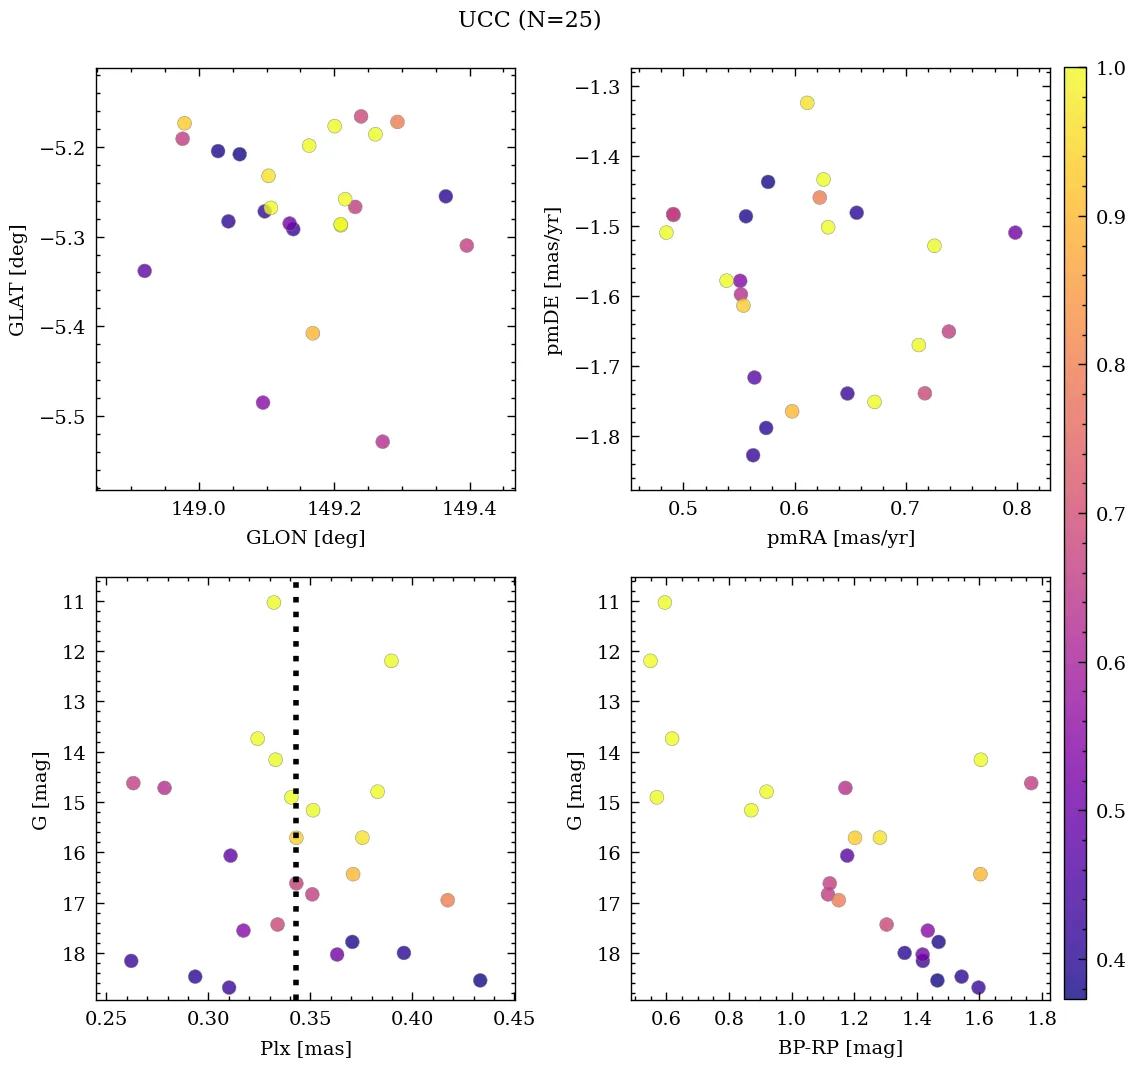 UCC (N=25)
−5.2
−5.3
−5.4
−5.5
GLAT [deg]
149.0 149.2 149.4
GLON [deg]
−1.3
−1.4
−1.5
−1.6
−1.7
−1.8
pmDE [mas/yr]
0.5 0.6 0.7 0.8
pmRA [mas/yr]
1.0
0.9
0.8
0.7
0.6
0.5
0.4
11
12
13
14
15
16
17
18
G [mag]
0.25 0.30 0.35 0.40 0.45
Plx [mas]
11
12
13
14
15
16
17
18
G [mag]
0.6 0.8 1.0 1.2 1.4 1.6 1.8
BP-RP [mag]